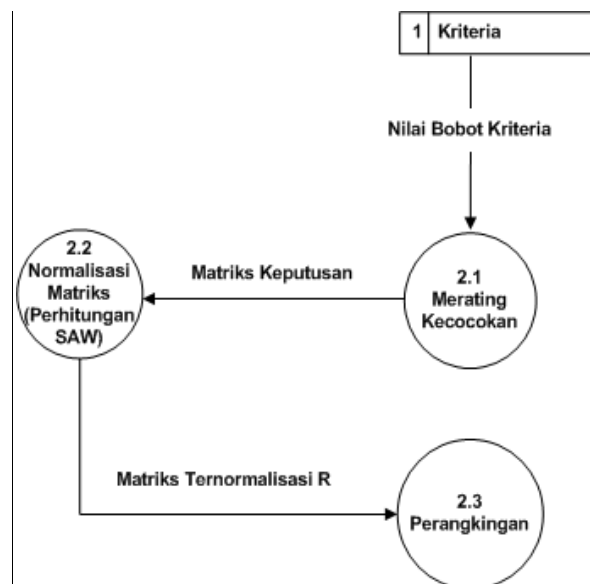 1 Kriteria
Nilai Bobot Kriteria
2.2
Normalisasi
Matriks
(Perhitungan
SAW)
Matriks Keputusan
2.1
Merating
Kecocokan
Matriks Ternormalisasi R
2.3
Perangkingan